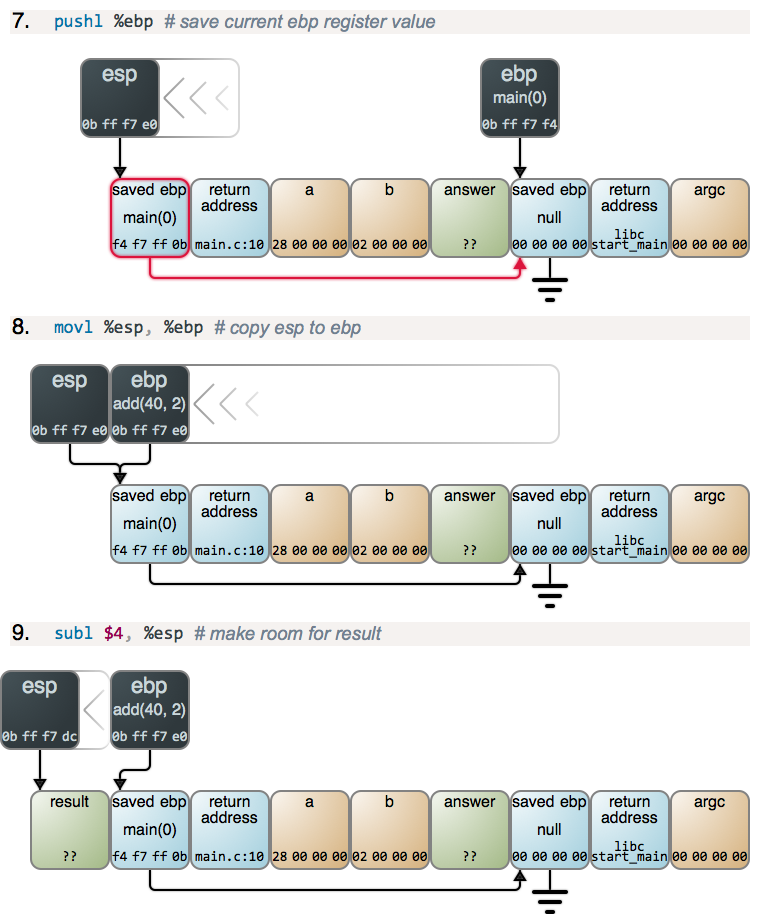 7. pushl %ebp # save current ebp register value
esp ebp
main(0)
0b ff f7 e0 0b ff f7 f4
saved ebp return address a b answer saved ebp return address argc
main(0) null
f4 f7 ff 0b main.c:10 28 00 00 00 02 00 00 00 ?? 00 00 00 00 libc start_main 00 00 00 00
8. movl %esp, %ebp # copy esp to ebp
esp ebp
add(40, 2)
0b ff f7 e0 0b ff f7 e0
saved ebp return address a b answer saved ebp return address argc
main(0) null
f4 f7 ff 0b main.c:10 28 00 00 00 02 00 00 00 ?? 00 00 00 00 libc start_main 00 00 00 00
9. subl $4, %esp # make room for result
esp ebp
add(40, 2)
0b ff f7 dc 0b ff f7 e0
result saved ebp return address a b answer saved ebp return address argc
main(0) null
?? f4 f7 ff 0b main.c:10 28 00 00 00 02 00 00 00 ?? 00 00 00 00 libc start_main 00 00 00 00